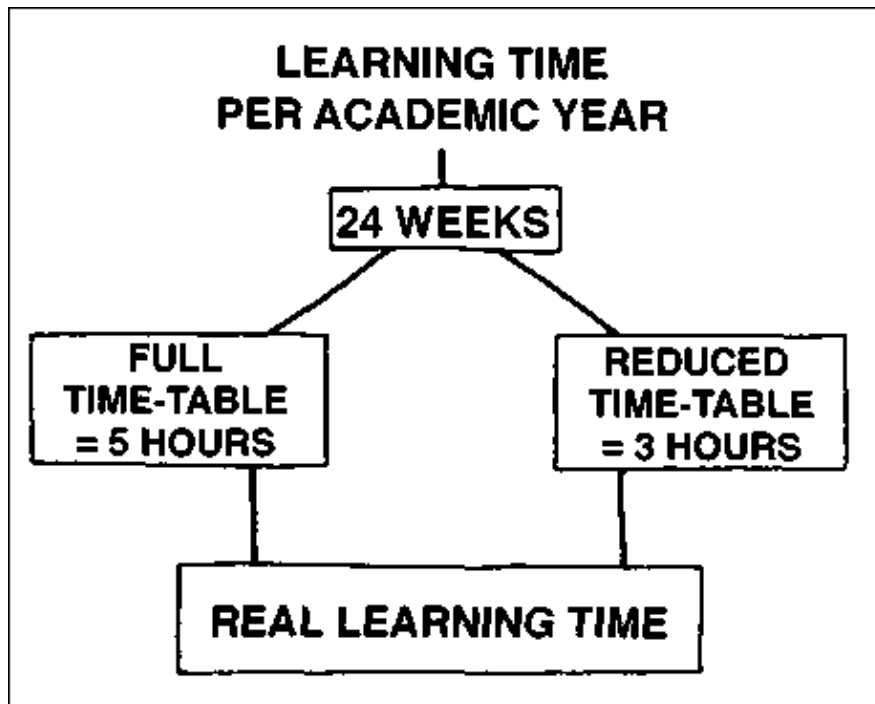 LEARNING TIME
PER ACADEMIC YEAR
24 WEEKS
FULL
TIME-TABLE
= 5 HOURS
REDUCED
TIME-TABLE
= 3 HOURS
REAL LEARNING TIME